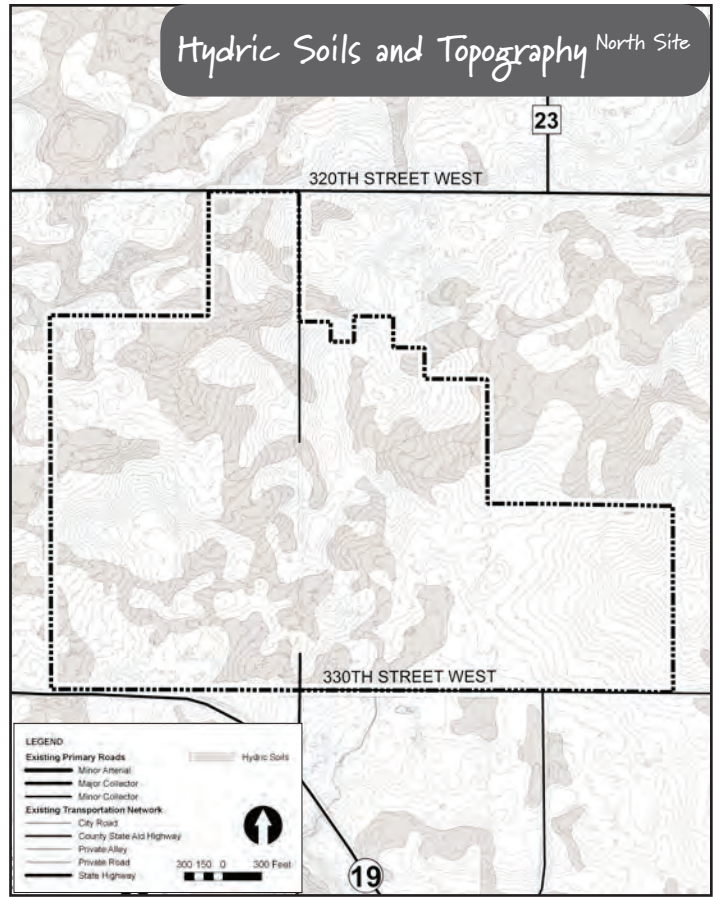 Hydric Soils and Topography North Site
23
320TH STREET WEST
330TH STREET WEST
LEGEND
Existing Primary Roads
Minor Arterial
Major Collector
Minor Collector
Existing Transportation Network
City Road
County State Aid Highway
Private Alley
Private Road
State Highway
Hydric Soils
300 150 0 300 Feet
19